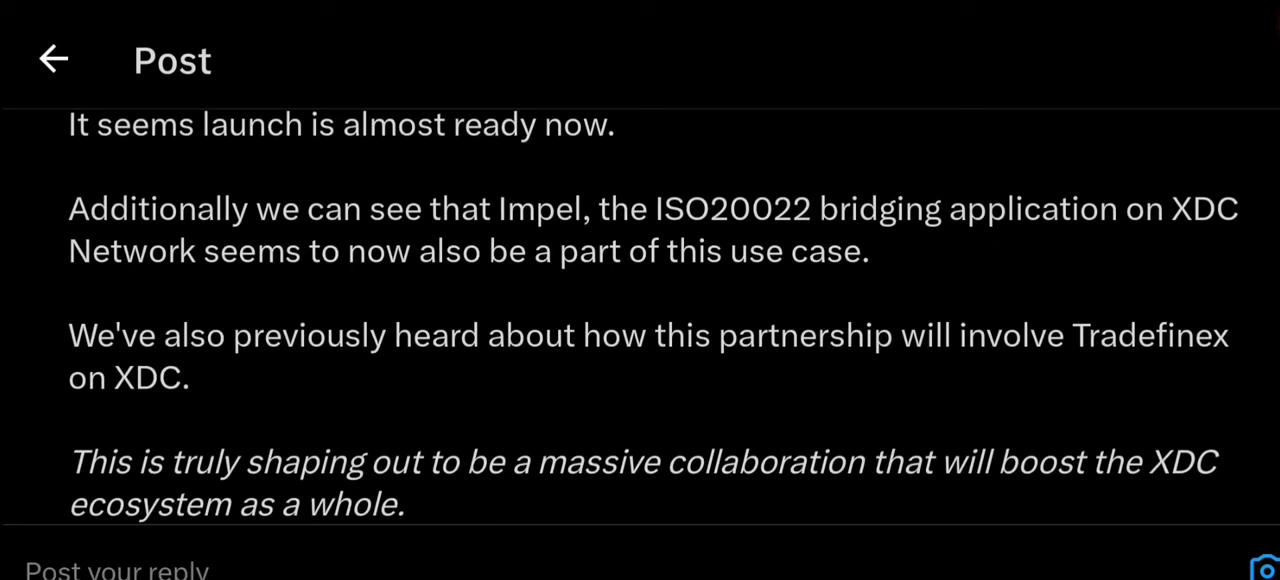 Post
It seems launch is almost ready now.
Additionally we can see that Impel, the ISO20022 bridging application on XDC
Network seems to now also be a part of this use case.
We've also previously heard about how this partnership will involve Tradefinex
on XDC.
This is truly shaping out to be a massive collaboration that will boost the XDC
ecosystem as a whole.
Post your reply